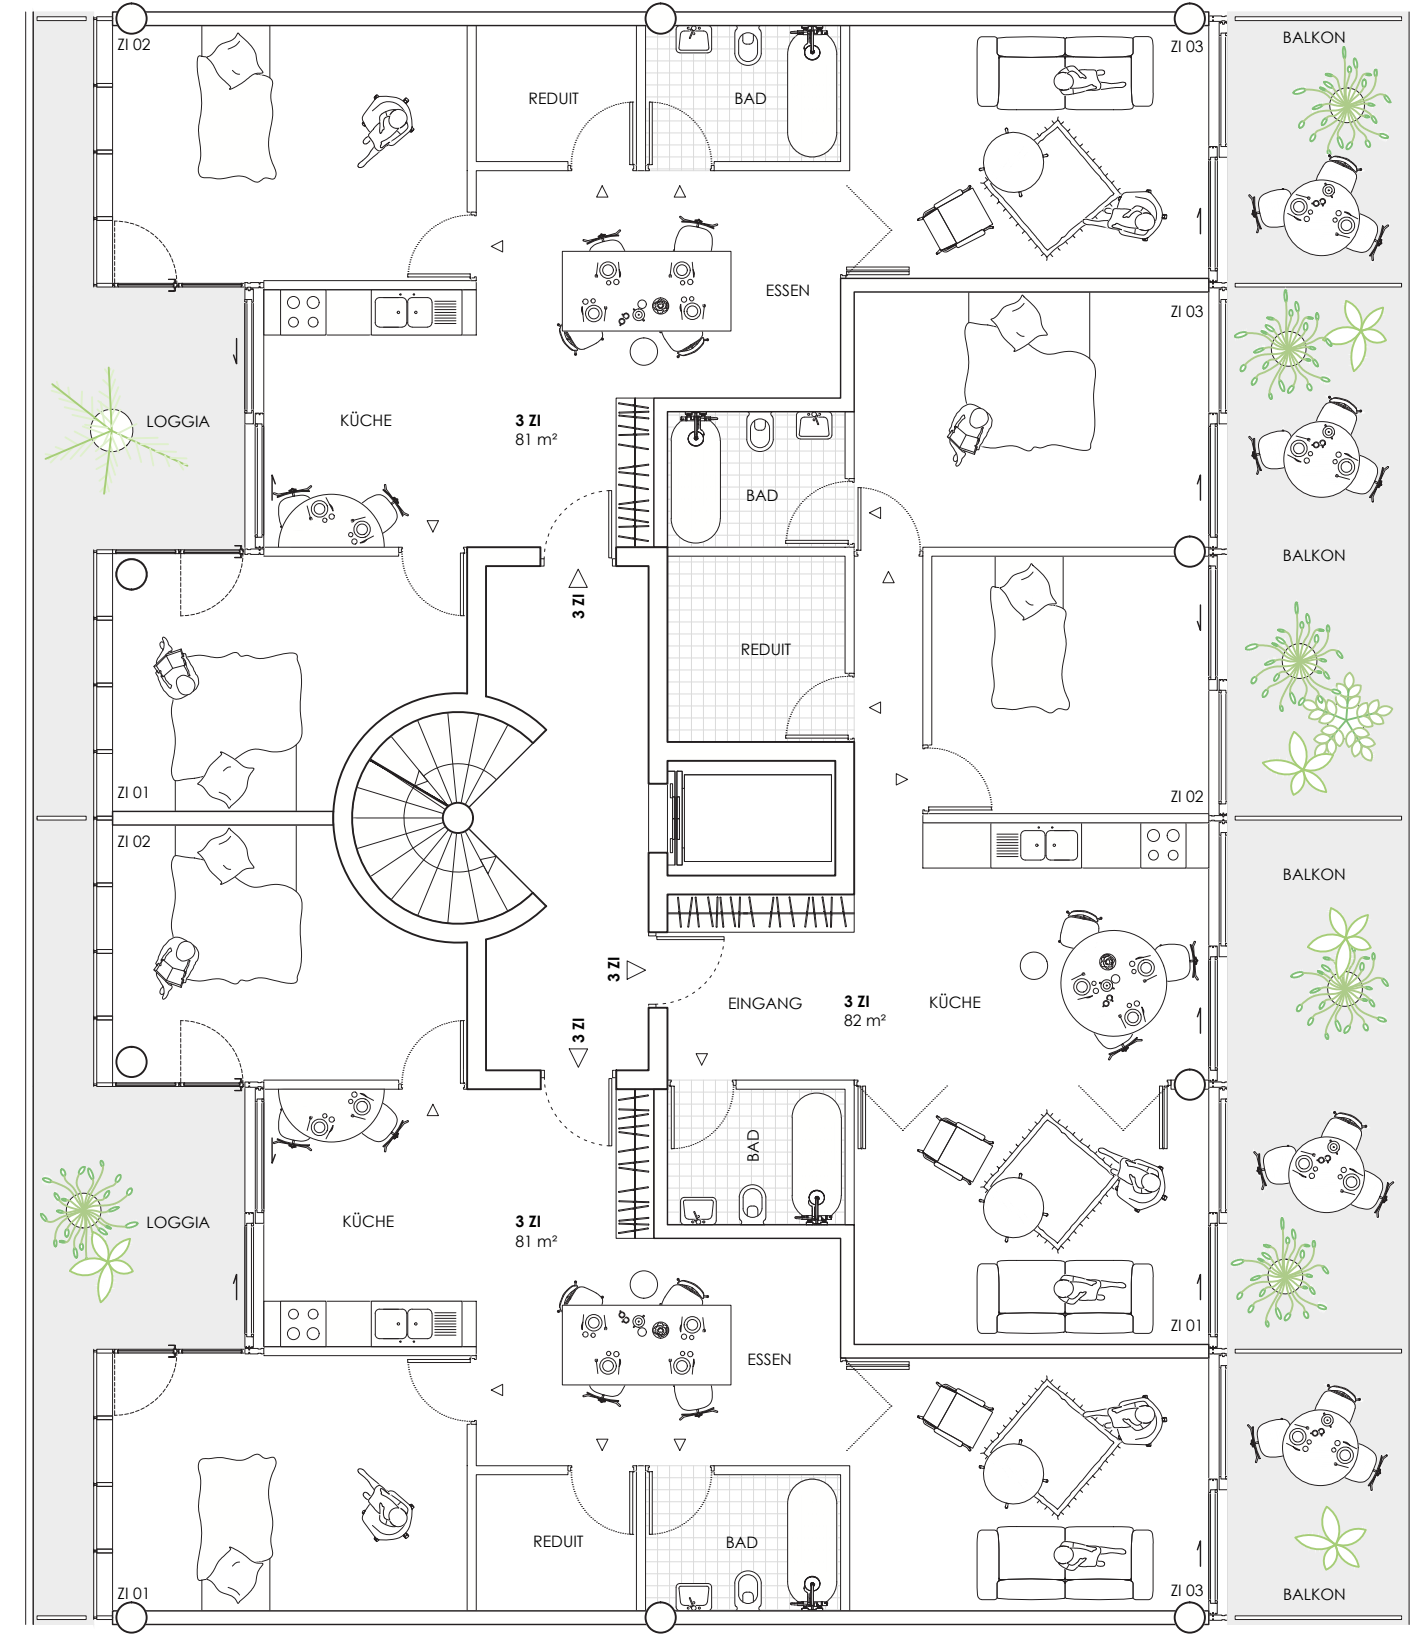 ZI 02
REDUIT
BAD
ZI 03
BALKON
ESSEN
ZI 03
LOGGIA
KÜCHE
3 ZI
81 m²
BAD
BALKON
3 ZI
REDUIT
ZI 01
ZI 02
ZI 02
BALKON
3 ZI
EINGANG
3 ZI
82 m²
KÜCHE
3 ZI
BAD
LOGGIA
KÜCHE
3 ZI
81 m²
ZI 01
ESSEN
REDUIT
BAD
ZI 01
ZI 03
BALKON